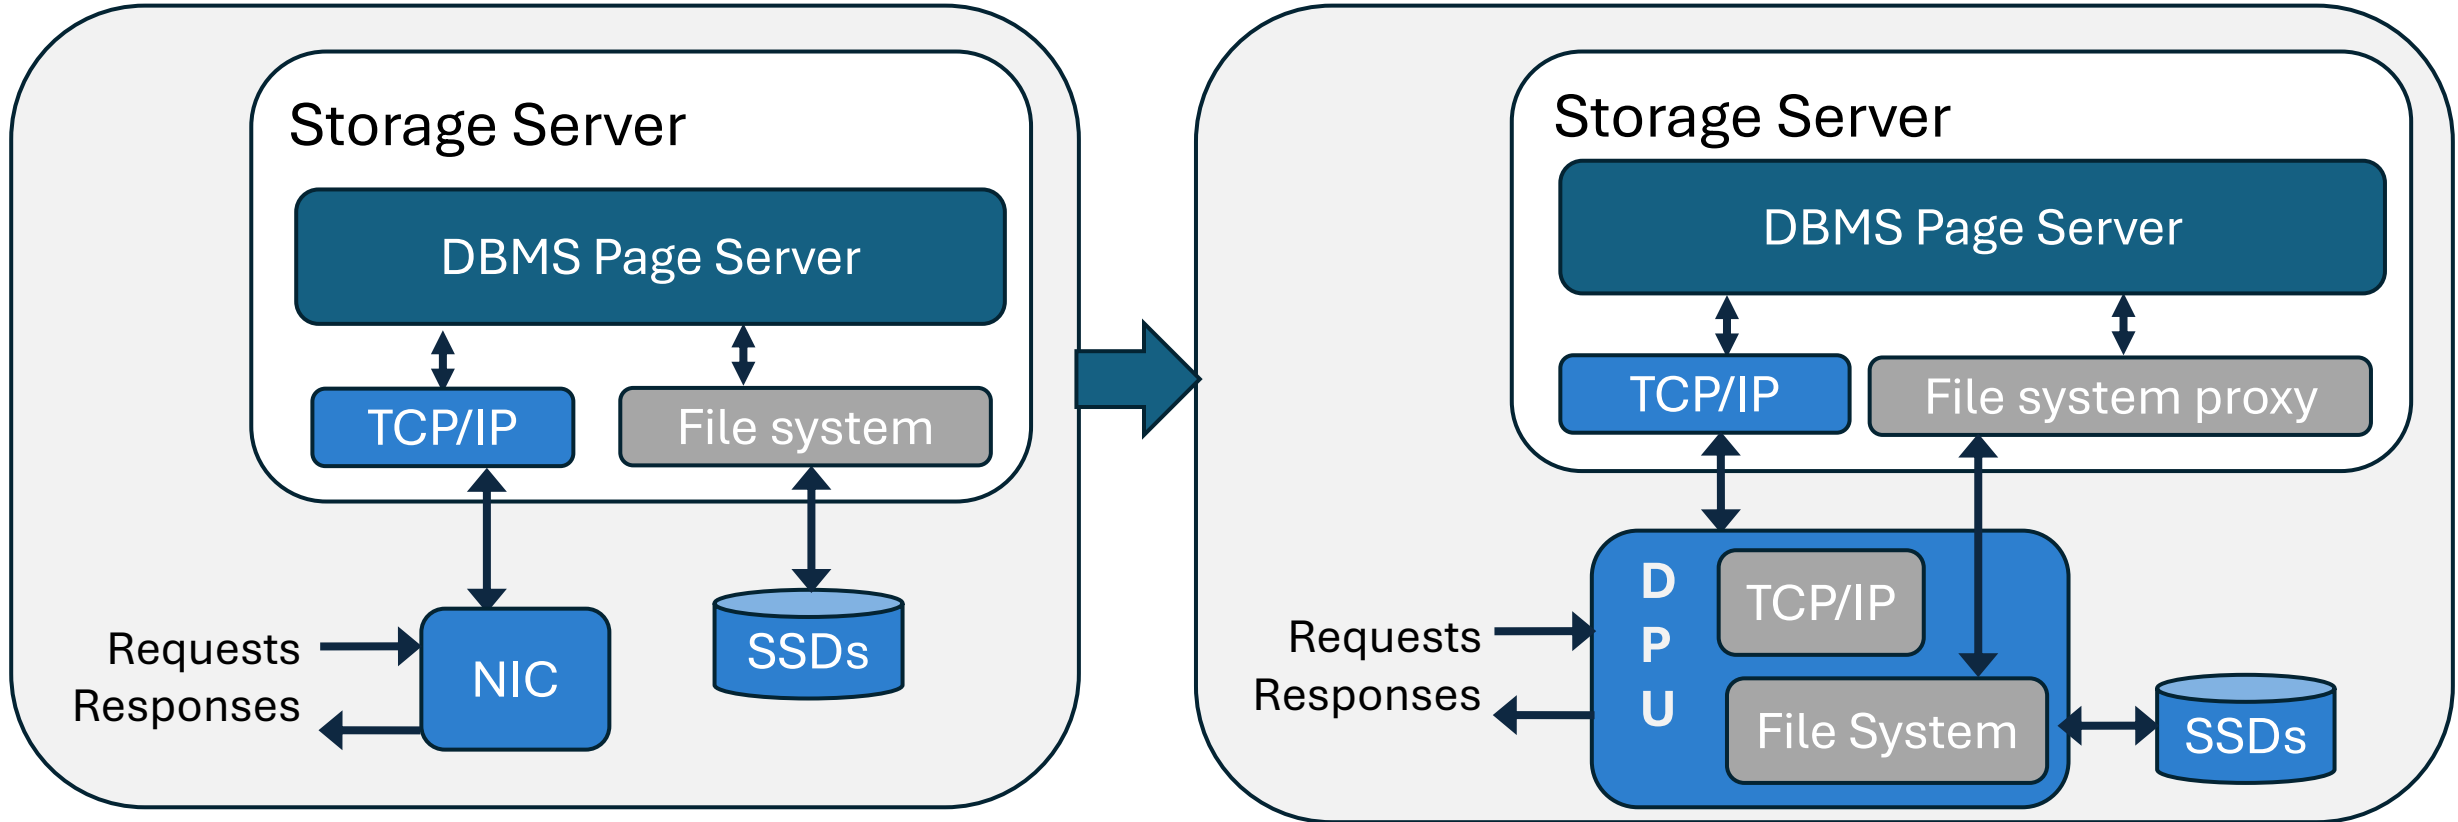 Storage Server
DBMS Page Server
TCP/IP
File system
Requests
Responses
NIC
SSDs
Storage Server
DBMS Page Server
TCP/IP
File system proxy
Requests
Responses
D
P
U
TCP/IP
File System
SSDs